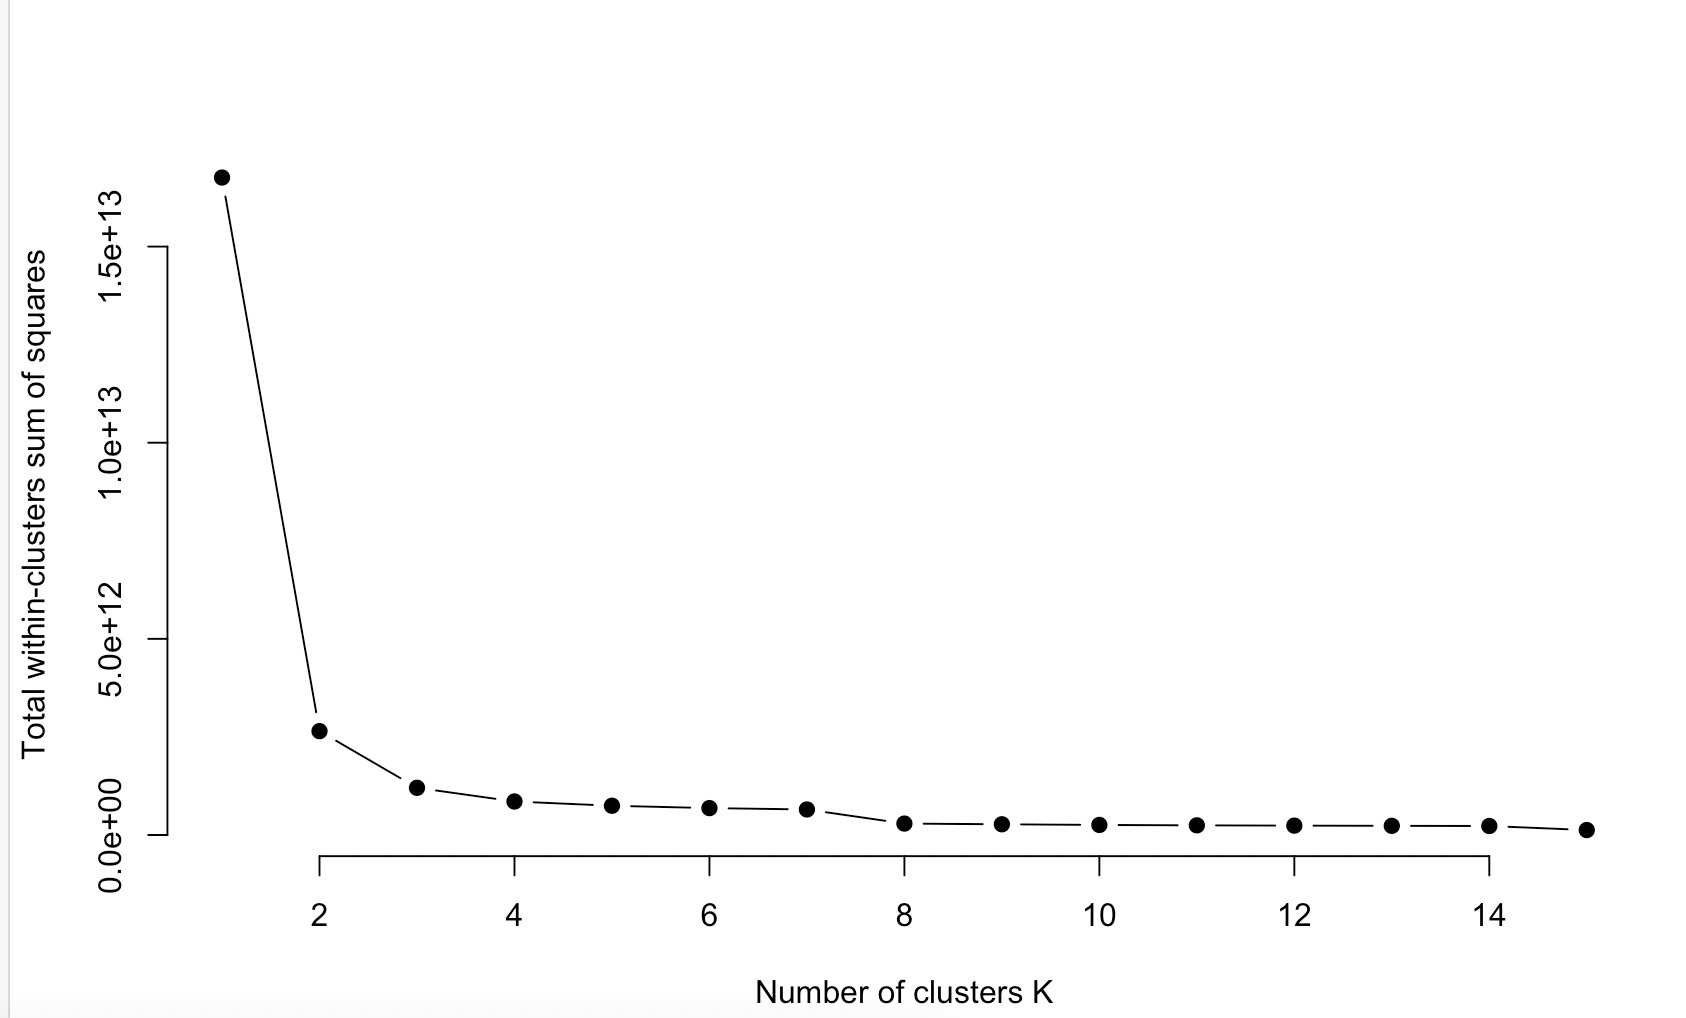 Total within-clusters sum of squares
1.5e+13
1.0e+13
5.0e+12
0.0e+00
2 4 6 8 10 12 14
Number of clusters K